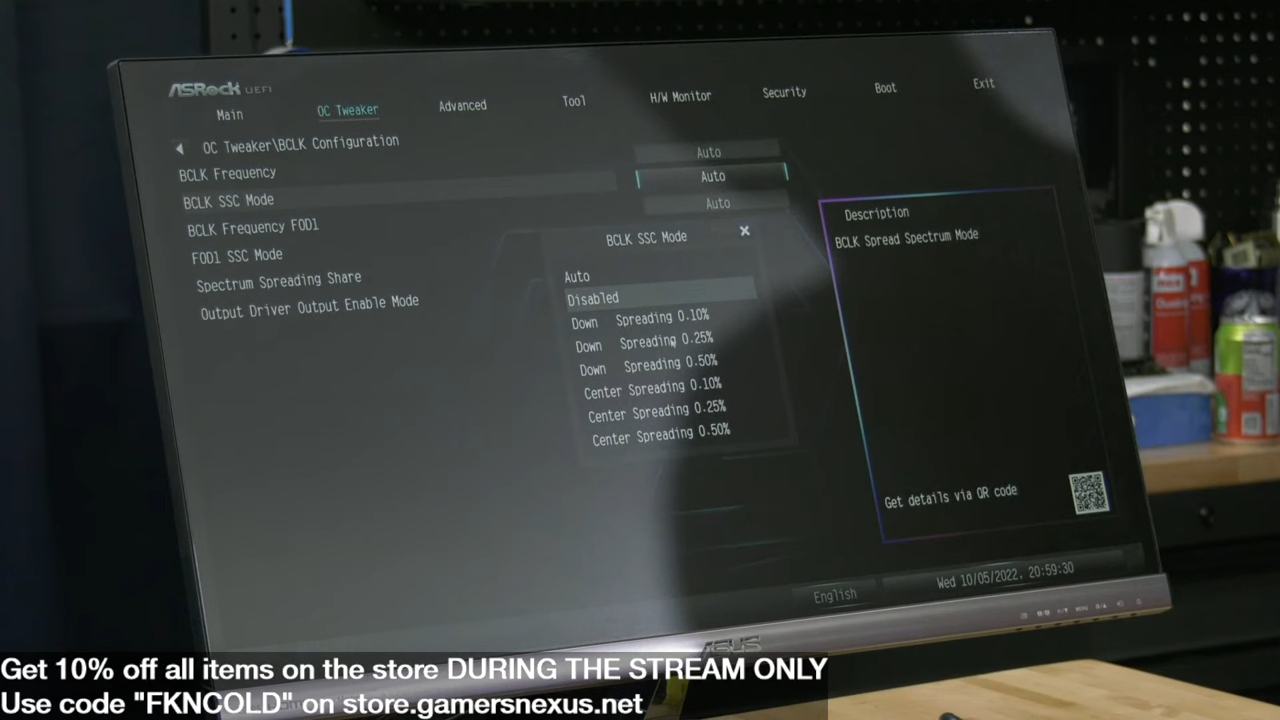 ASRock UEFI
Main OC Tweaker Advanced Tool H/W Monitor Security Boot Exit
OC Tweaker\BCLK Configuration
BCLK Frequency Auto
BCLK SSC Mode Auto
BCLK Frequency FOD1 Auto
FOD1 SSC Mode
Spectrum Spreading Share
Output Driver Output Enable Mode
BCLK SSC Mode
Auto
Disabled
Down Spreading 0.10%
Down Spreading 0.25%
Down Spreading 0.50%
Center Spreading 0.10%
Center Spreading 0.25%
Center Spreading 0.50%
Description
BCLK Spread Spectrum Mode
Get details via QR code
English
Wed 10/05/2022. 20:59:30
ASUS
Get 10% off all items on the store DURING THE STREAM ONLY
Use code "FKNCOLD" on store.gamersnexus.net